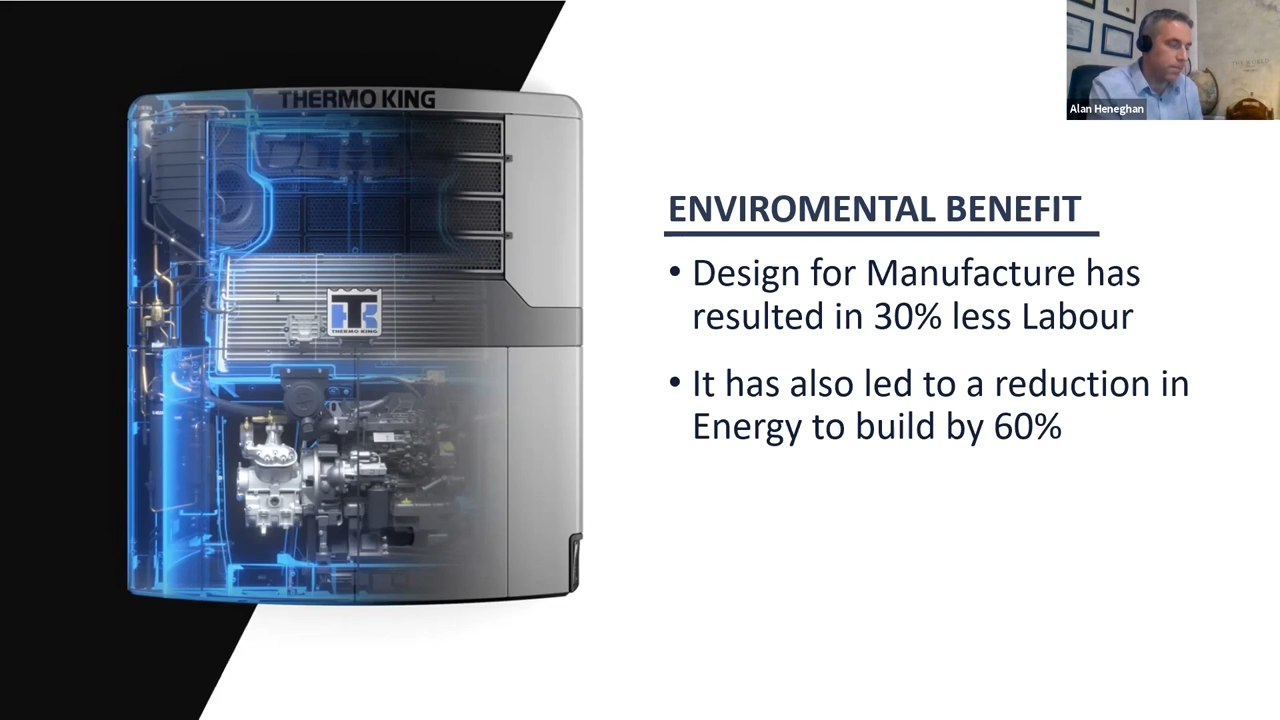 THERMO KING
Alan Heneghan
ENVIROMENTAL BENEFIT
• Design for Manufacture has
resulted in 30% less Labour
• It has also led to a reduction in
Energy to build by 60%
THERMO KING